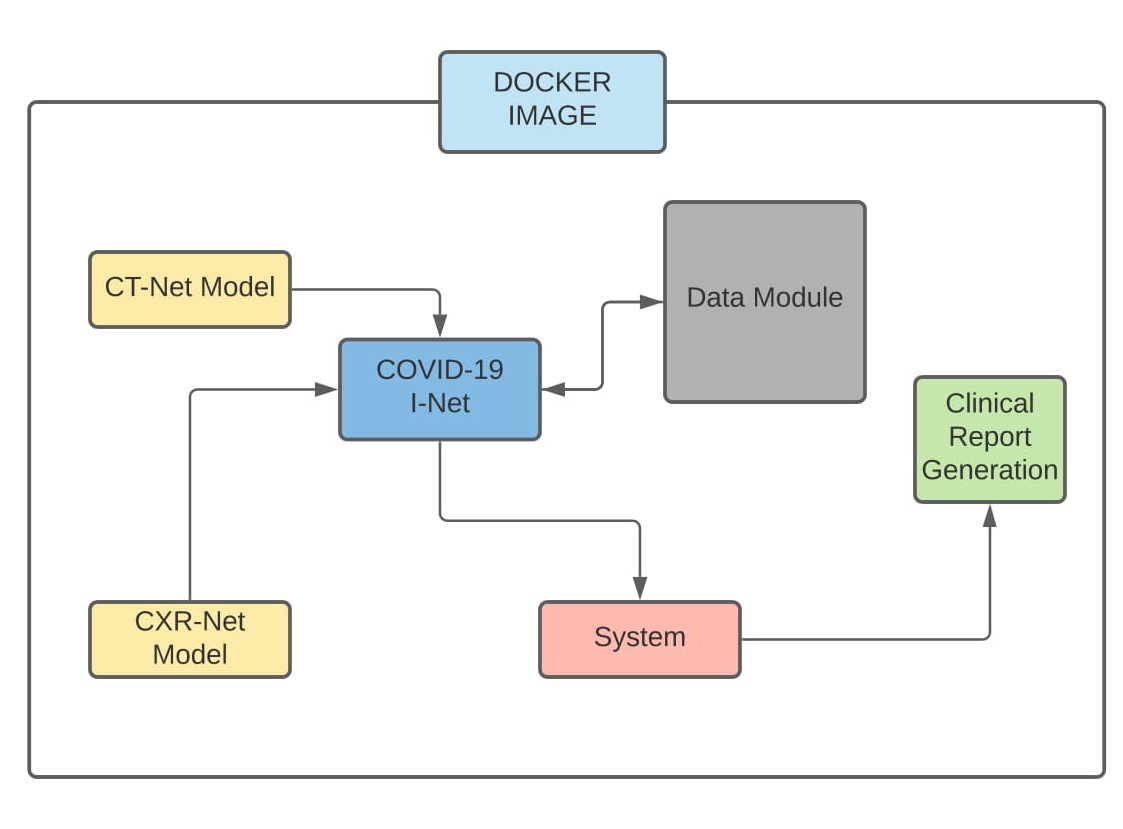 DOCKER
IMAGE
CT-Net Model
Data Module
COVID-19
I-Net
Clinical
Report
Generation
CXR-Net
Model
System